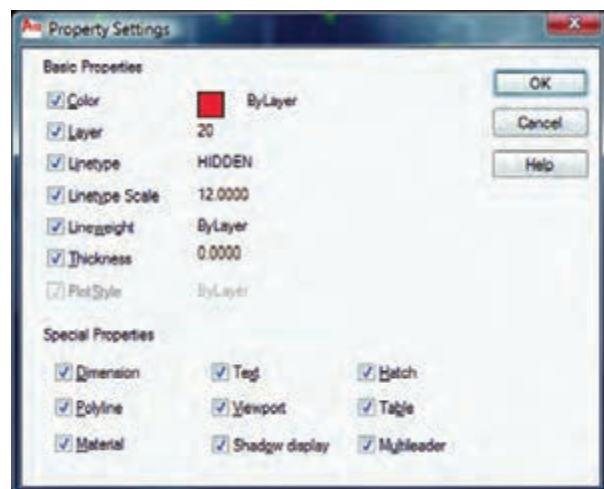 Property Settings
Basic Properties
OK
Color ByLayer
Cancel
Layer 20
Linetype HIDDEN
Help
Linetype Scale 12.0000
Lineweight ByLayer
Thickness 0.0000
PlotStyle ByLayer
Special Properties
Dimension Text Hatch
Polyline Viewport Table
Material Shadow display Multileader